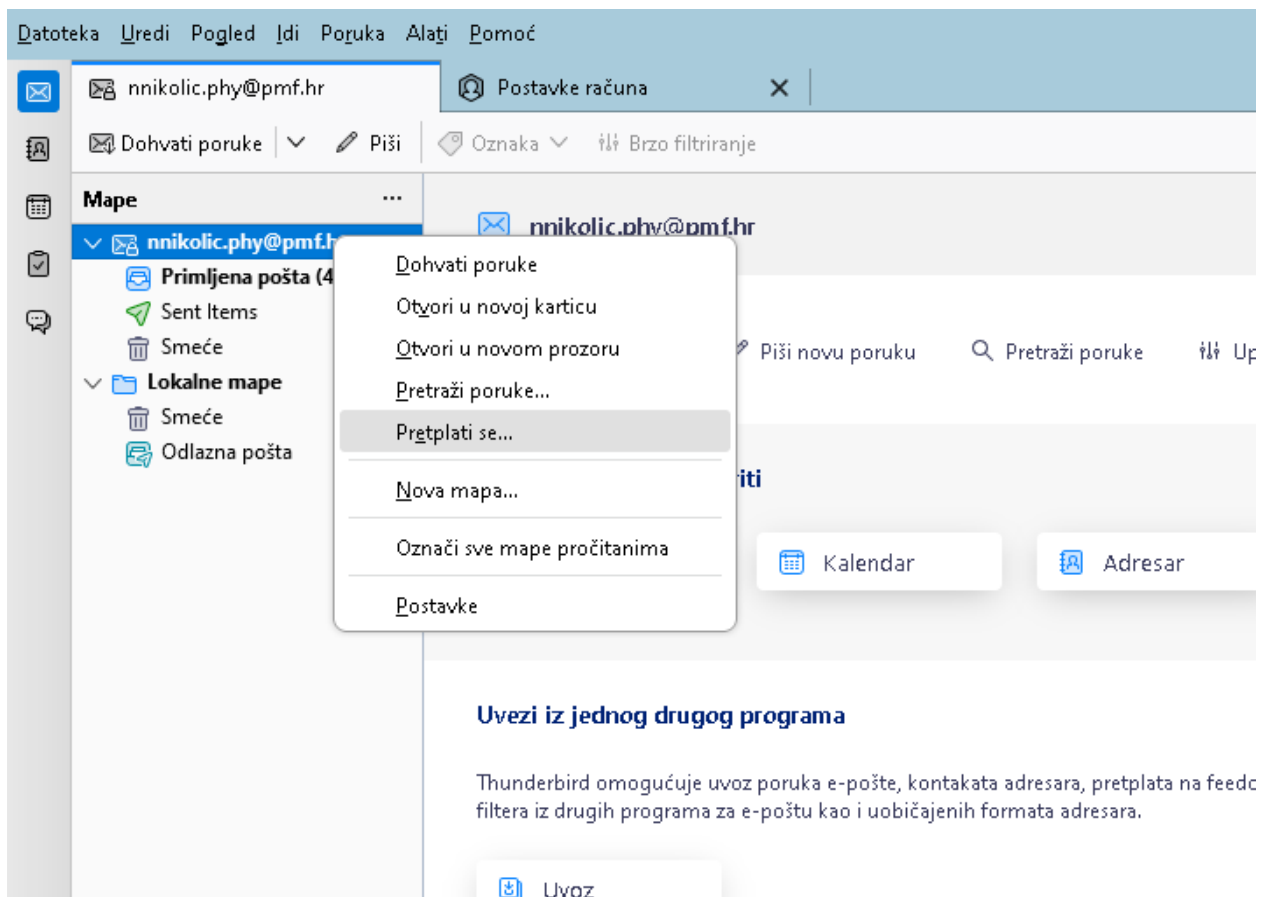 Datoteka Uredi Pogled Idi Poruka Alati Pomoć
nnikolic.phy@pmf.hr
Postavke računa
Dohvati poruke
Piši
Oznaka
Brzo filtriranje
Mape
nnikolic.phy@pmf.h
Primljena pošta (4
Sent Items
Smeće
Lokalne mape
Smeće
Odlazna pošta
Dohvati poruke
Otvori u novoj karticu
Otvori u novom prozoru
Pretraži poruke...
Pretplati se...
Nova mapa...
Označi sve mape pročitanima
Postavke
nnikolic.phy@pmf.hr
Piši novu poruku
Pretraži poruke
Up
iti
Kalendar
Adresar
Uvezi iz jednog drugog programa
Thunderbird omogućuje uvoz poruka e-pošte, kontakata adresara, pretplata na feedo
filtera iz drugih programa za e-poštu kao i uobičajenih formata adresara.
Uvoz